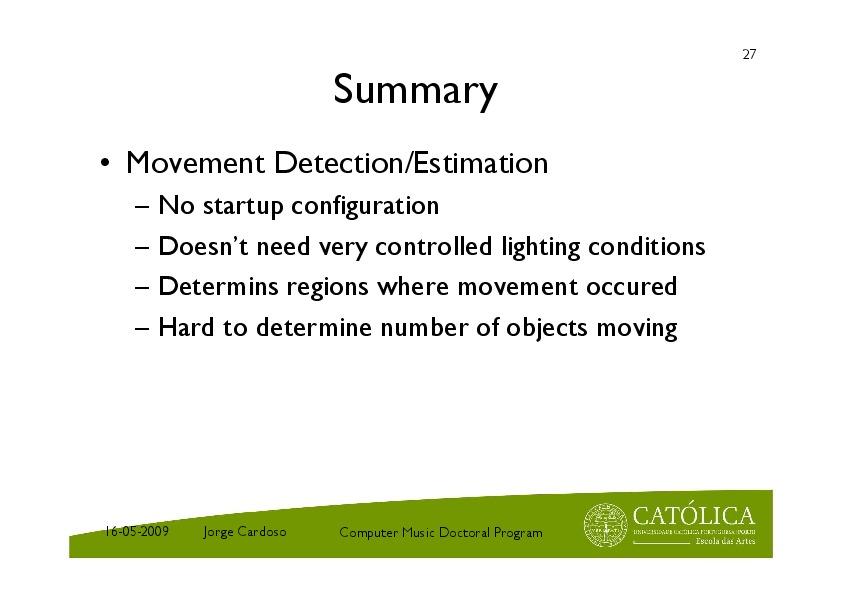 27
Summary
• Movement Detection/Estimation
– No startup configuration
– Doesn't need very controlled lighting conditions
– Determins regions where movement occured
– Hard to determine number of objects moving
16-05-2009 Jorge Cardoso Computer Music Doctoral Program
CATÓLICA
UNIVERSIDADE CATÓLICA PORTUGUESA | PORTO
Escola das Artes